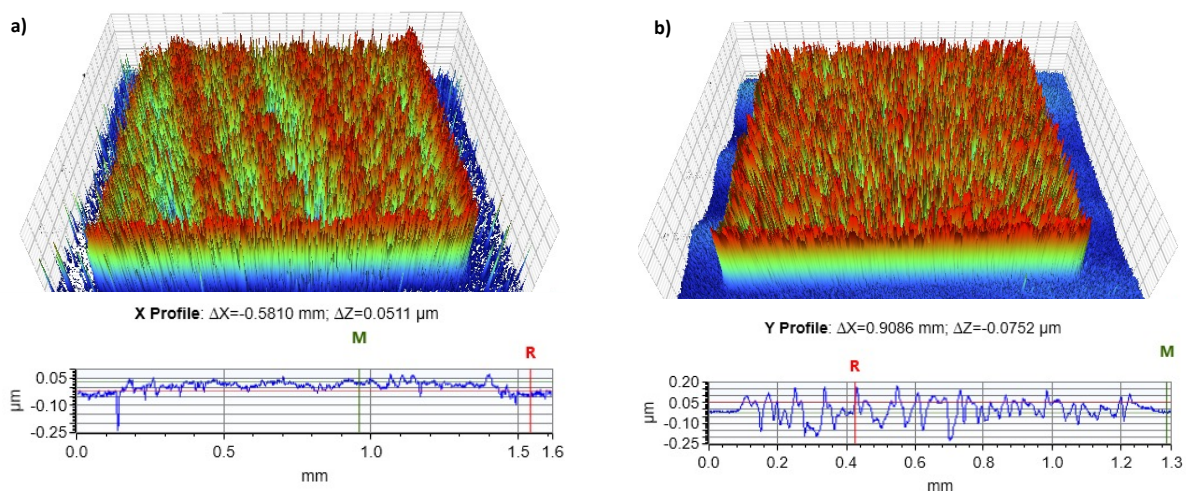 a)
X Profile: ΔX=-0.5810 mm; ΔZ=0.0511 µm
M
R
0.05
-0.10
-0.25
µm
0.0 0.5 1.0 1.5 1.6
mm
b)
Y Profile: ΔX=0.9086 mm; ΔZ=-0.0752 µm
R
M
0.20
0.05
-0.10
-0.25
µm
0.0 0.2 0.4 0.6 0.8 1.0 1.2 1.3
mm